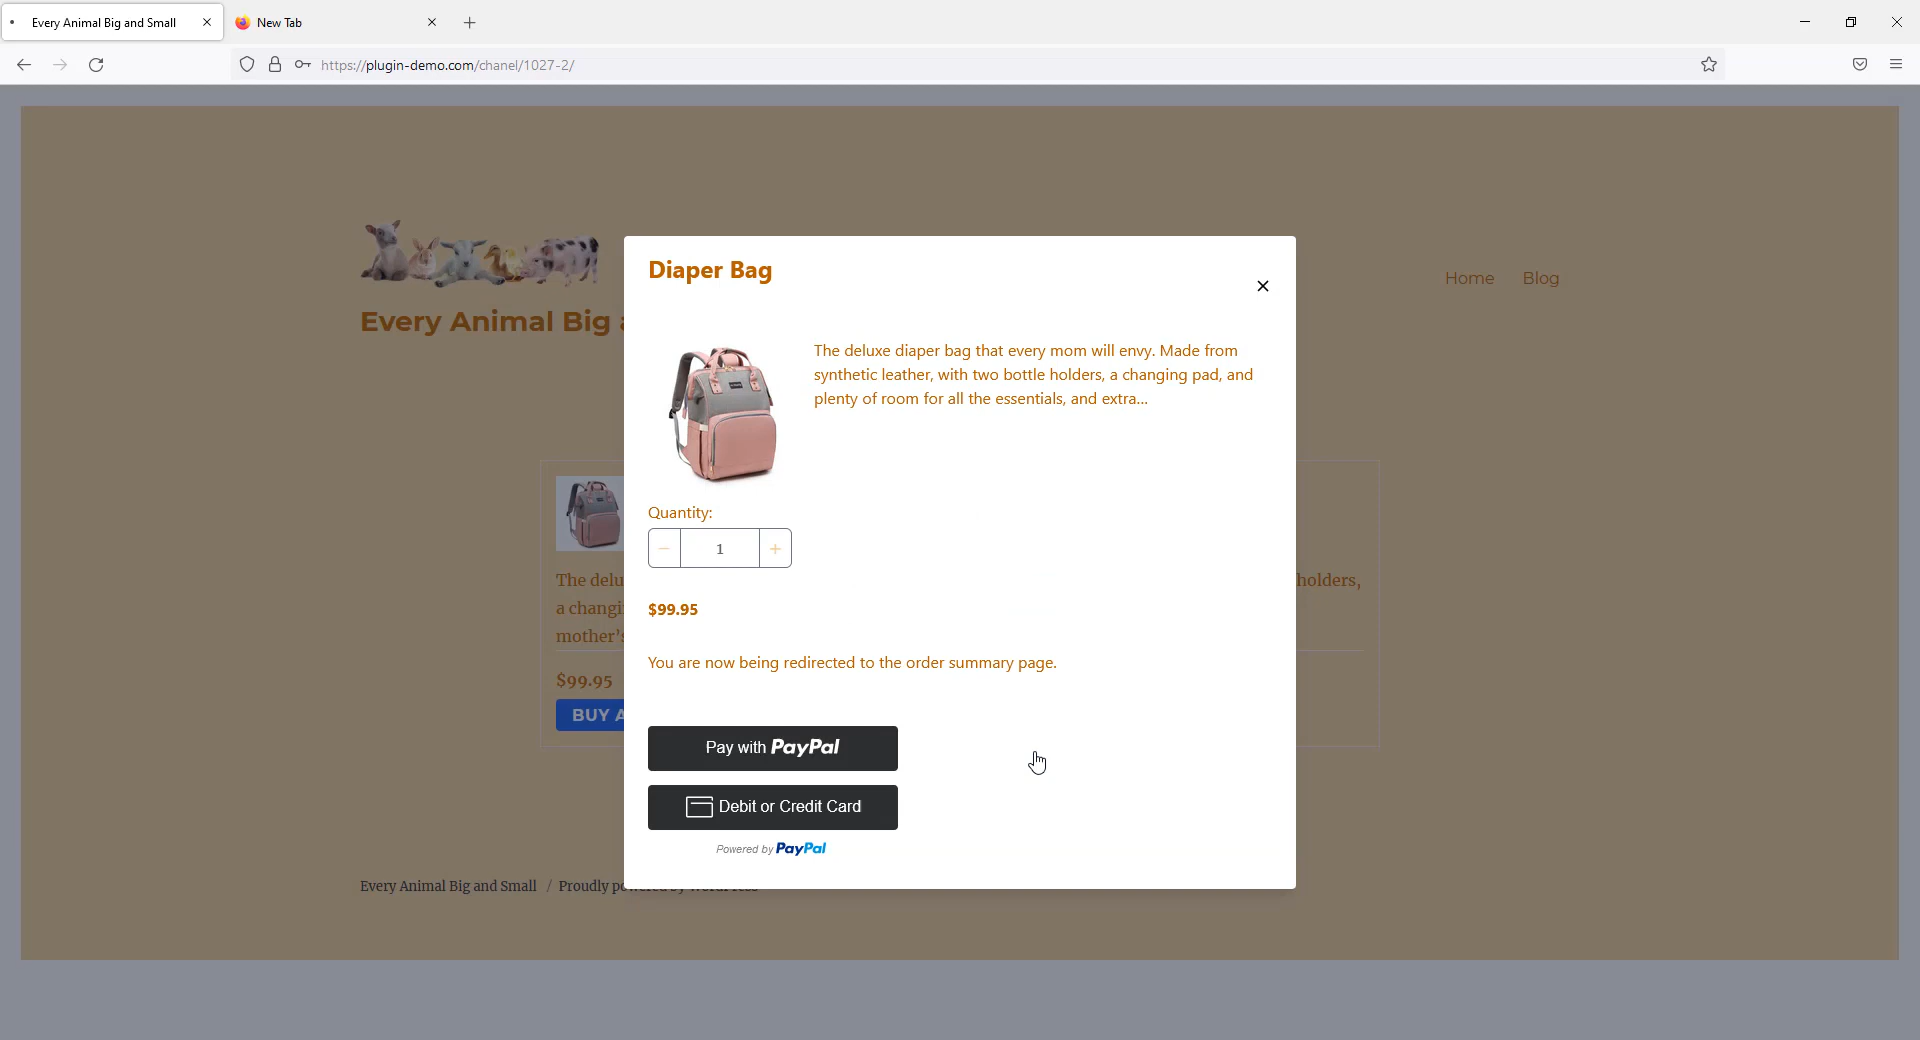 Every Animal Big and Small
New Tab
https://plugin-demo.com/chanel/1027-2/
Home
Blog
Every Animal Big
Diaper Bag
The deluxe diaper bag that every mom will envy. Made from
synthetic leather, with two bottle holders, a changing pad, and
plenty of room for all the essentials, and extra...
Quantity:
− 1 +
$99.95
You are now being redirected to the order summary page.
Pay with PayPal
Debit or Credit Card
Powered by PayPal
The delu
holders,
a changi
mother's
$99.95
BUY
Every Animal Big and Small / Proudly powered by WordPress